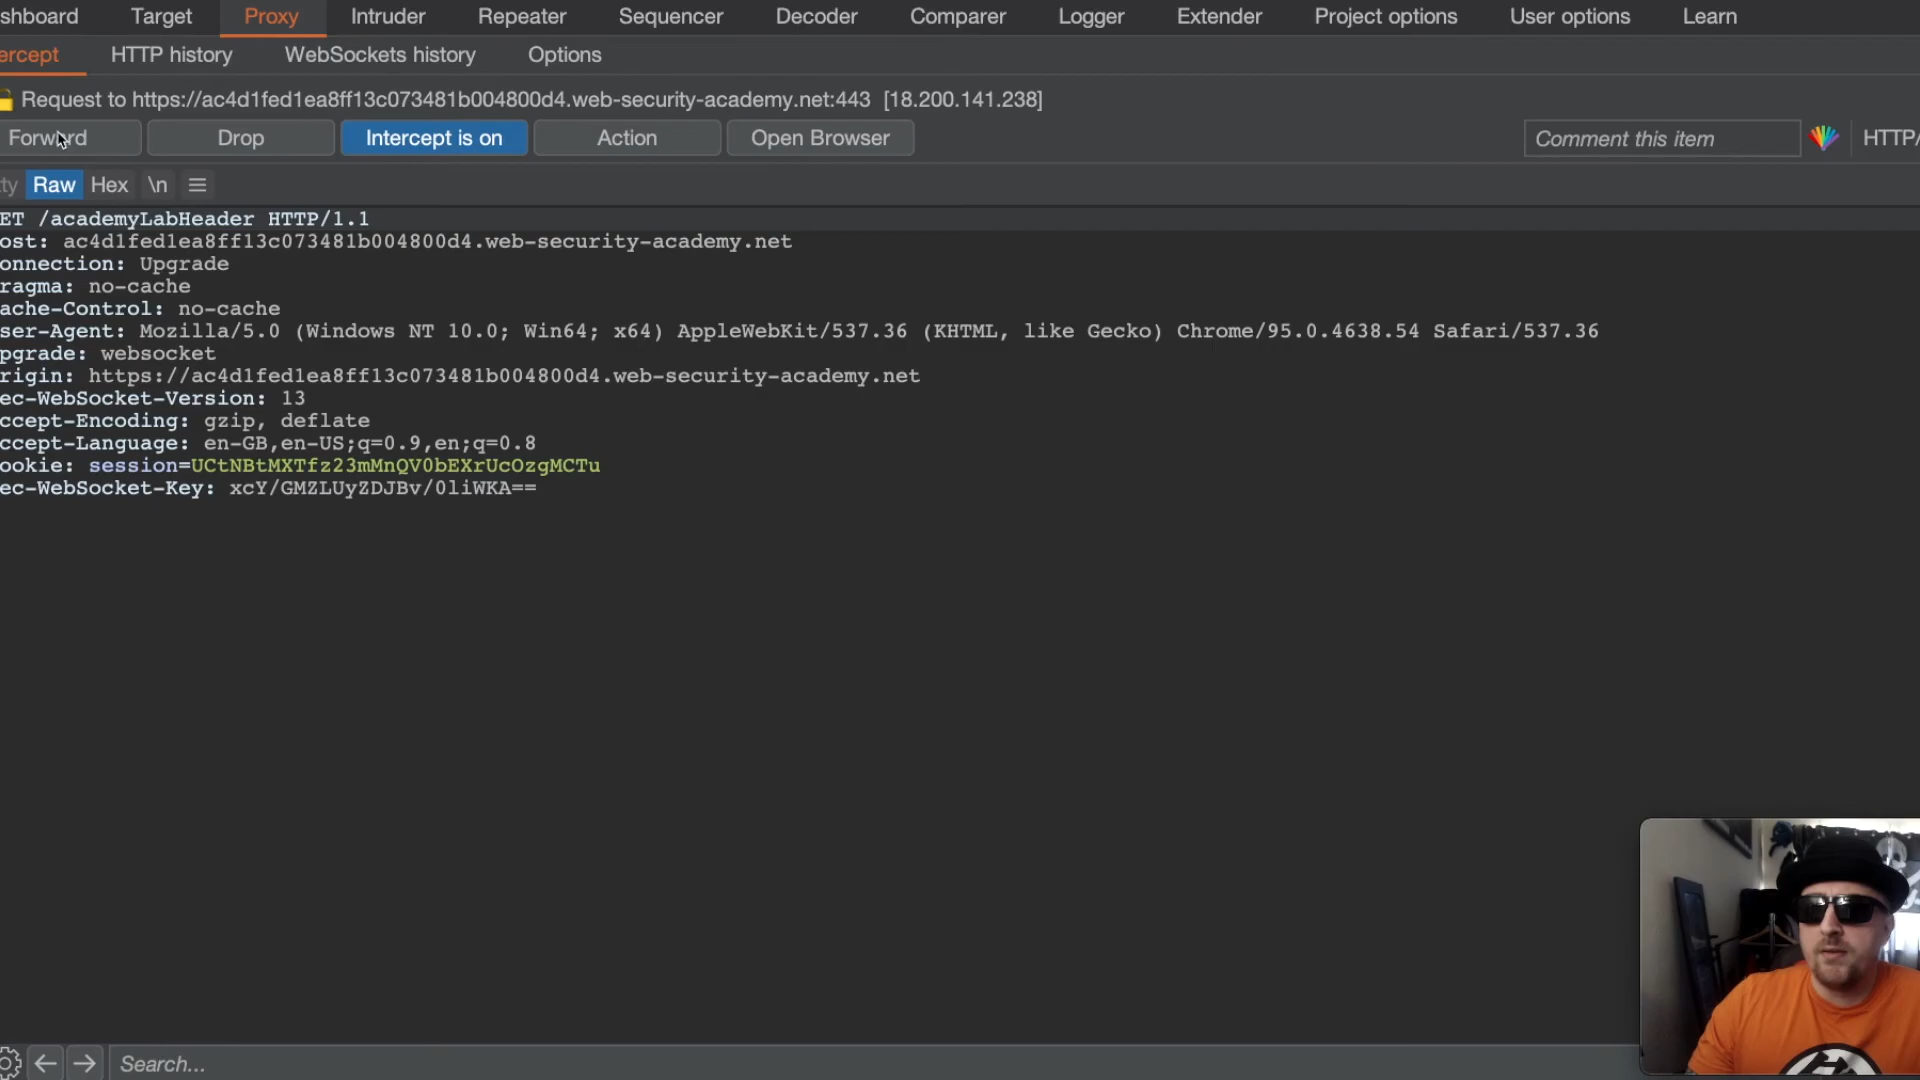 shboard Target Proxy Intruder Repeater Sequencer Decoder Comparer Logger Extender Project options User options Learn
ercept HTTP history WebSockets history Options
Request to https://ac4d1fed1ea8ff13c073481b004800d4.web-security-academy.net:443 [18.200.141.238]
Forward Drop Intercept is on Action Open Browser Comment this item HTTP/
ty Raw Hex \n
ET /academyLabHeader HTTP/1.1
ost: ac4d1fed1ea8ff13c073481b004800d4.web-security-academy.net
onnection: Upgrade
ragma: no-cache
ache-Control: no-cache
ser-Agent: Mozilla/5.0 (Windows NT 10.0; Win64; x64) AppleWebKit/537.36 (KHTML, like Gecko) Chrome/95.0.4638.54 Safari/537.36
pgrade: websocket
rigin: https://ac4d1fed1ea8ff13c073481b004800d4.web-security-academy.net
ec-WebSocket-Version: 13
ccept-Encoding: gzip, deflate
ccept-Language: en-GB,en-US;q=0.9,en;q=0.8
ookie: session=UCtNBtMXTfz23mMnQV0bEXrUcOzgMCTu
ec-WebSocket-Key: xcY/GMZLUyZDJBv/0liWKA==
Search...